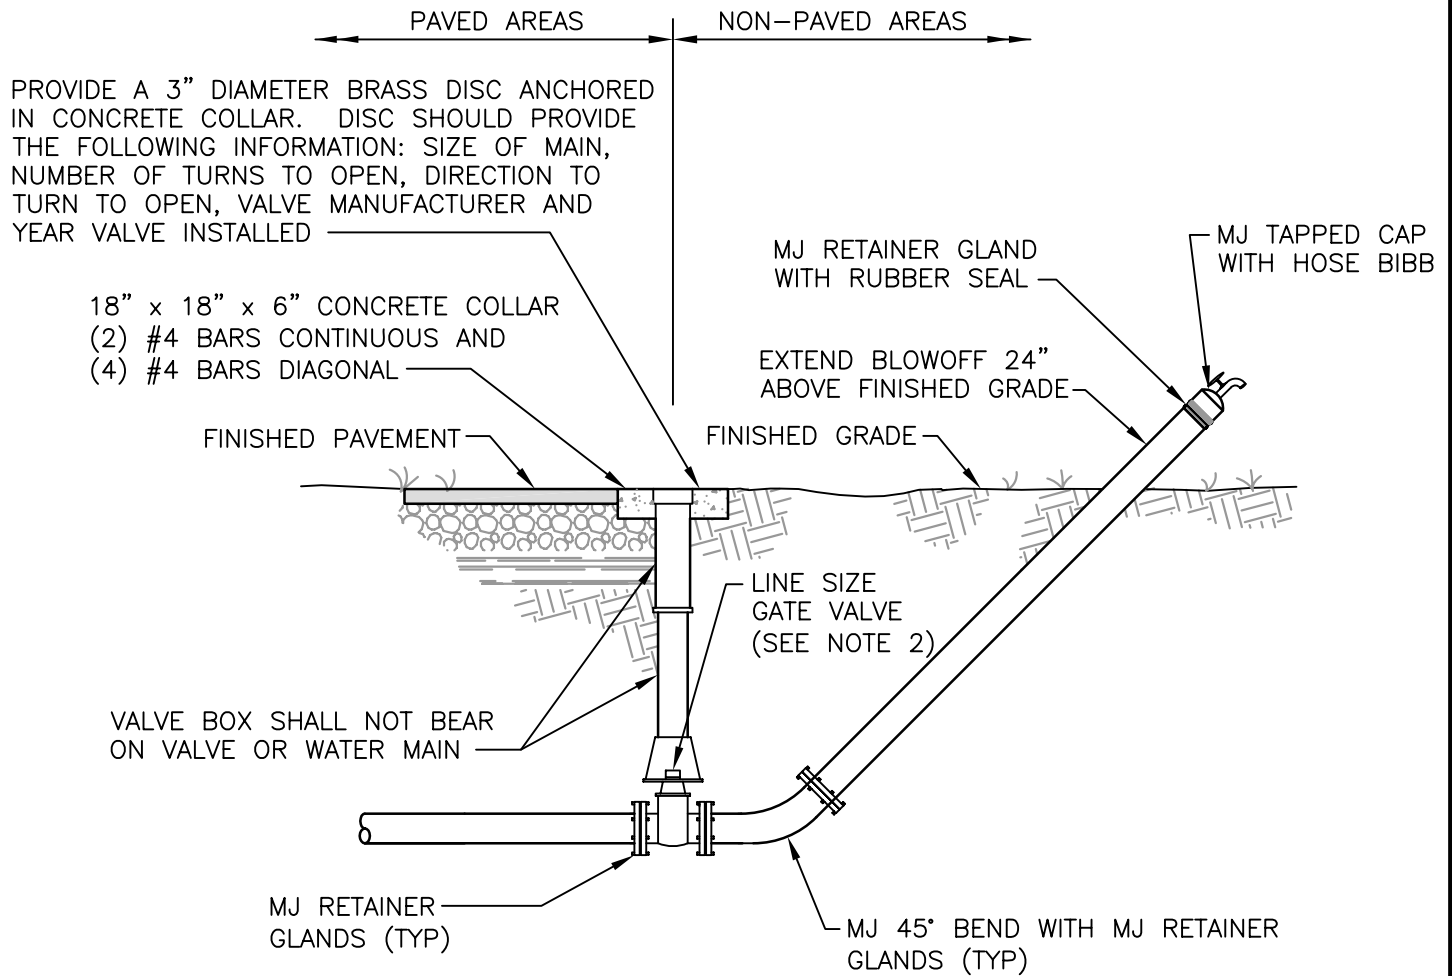 PAVED AREAS
NON-PAVED AREAS
PROVIDE A 3" DIAMETER BRASS DISC ANCHORED
IN CONCRETE COLLAR. DISC SHOULD PROVIDE
THE FOLLOWING INFORMATION: SIZE OF MAIN,
NUMBER OF TURNS TO OPEN, DIRECTION TO
TURN TO OPEN, VALVE MANUFACTURER AND
YEAR VALVE INSTALLED
MJ RETAINER GLAND
WITH RUBBER SEAL
MJ TAPPED CAP
WITH HOSE BIBB
18" x 18" x 6" CONCRETE COLLAR
(2) #4 BARS CONTINUOUS AND
(4) #4 BARS DIAGONAL
EXTEND BLOWOFF 24"
ABOVE FINISHED GRADE
FINISHED PAVEMENT
FINISHED GRADE
LINE SIZE
GATE VALVE
(SEE NOTE 2)
VALVE BOX SHALL NOT BEAR
ON VALVE OR WATER MAIN
MJ RETAINER
GLANDS (TYP)
MJ 45° BEND WITH MJ RETAINER
GLANDS (TYP)